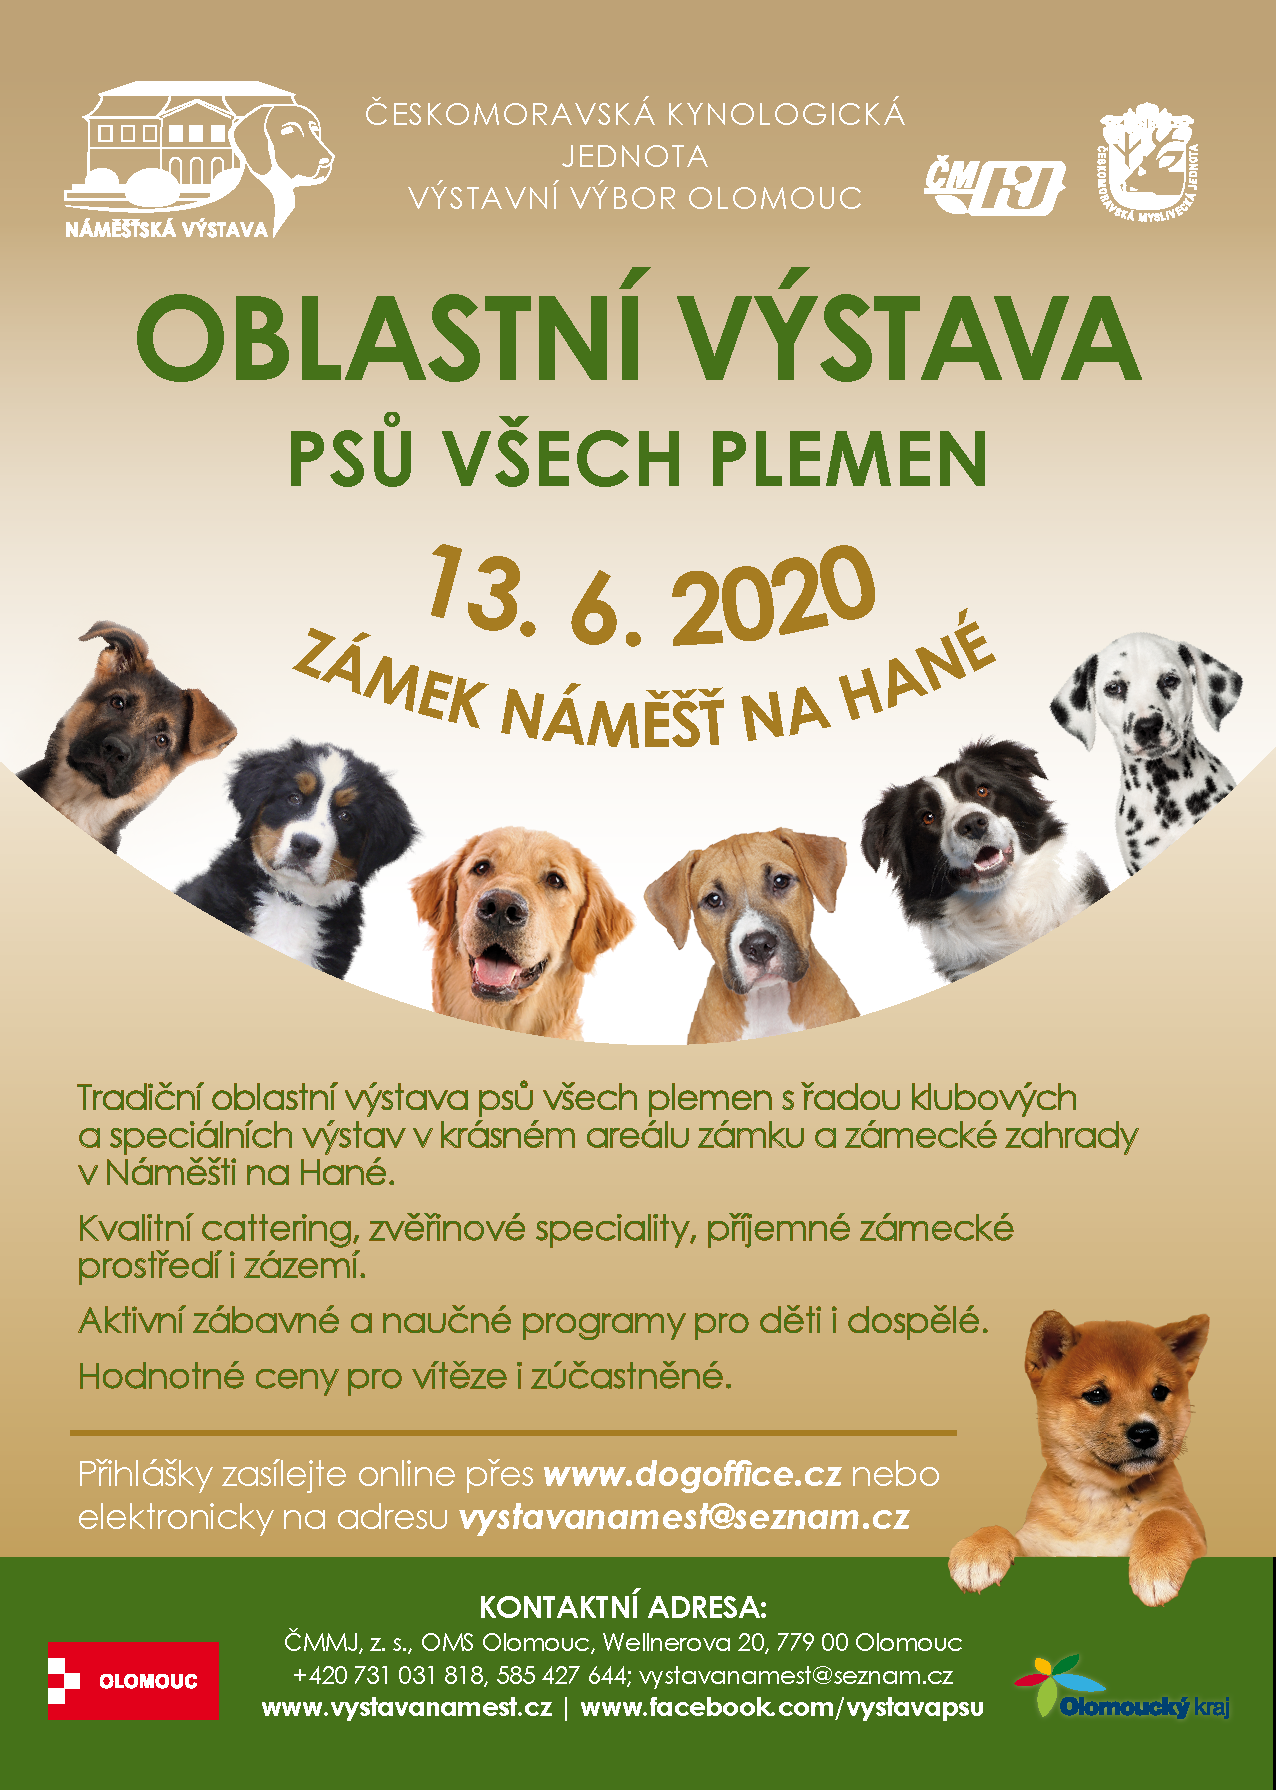 NÁMĚŠŤSKÁ VÝSTAVA
ČESKOMORAVSKÁ KYNOLOGICKÁ
JEDNOTA
VÝSTAVNÍ VÝBOR OLOMOUC
ČMKJ
ČESKOMORAVSKÁ MYSLIVECKÁ JEDNOTA
OBLASTNÍ VÝSTAVA
PSŮ VŠECH PLEMEN
13. 6. 2020
ZÁMEK NÁMĚŠŤ NA HANÉ
Tradiční oblastní výstava psů všech plemen s řadou klubových
a speciálních výstav v krásném areálu zámku a zámecké zahrady
v Náměšti na Hané.
Kvalitní cattering, zvěřinové speciality, příjemné zámecké
prostředí i zázemí.
Aktivní zábavné a naučné programy pro děti i dospělé.
Hodnotné ceny pro vítěze i zúčastněné.
Přihlášky zasílejte online přes www.dogoffice.cz nebo
elektronicky na adresu vystavanamest@seznam.cz
KONTAKTNÍ ADRESA:
ČMMJ, z. s., OMS Olomouc, Wellnerova 20, 779 00 Olomouc
+420 731 031 818, 585 427 644; vystavanamest@seznam.cz
www.vystavanamest.cz | www.facebook.com/vystavapsu
OLOMOUC
Olomoucký kraj